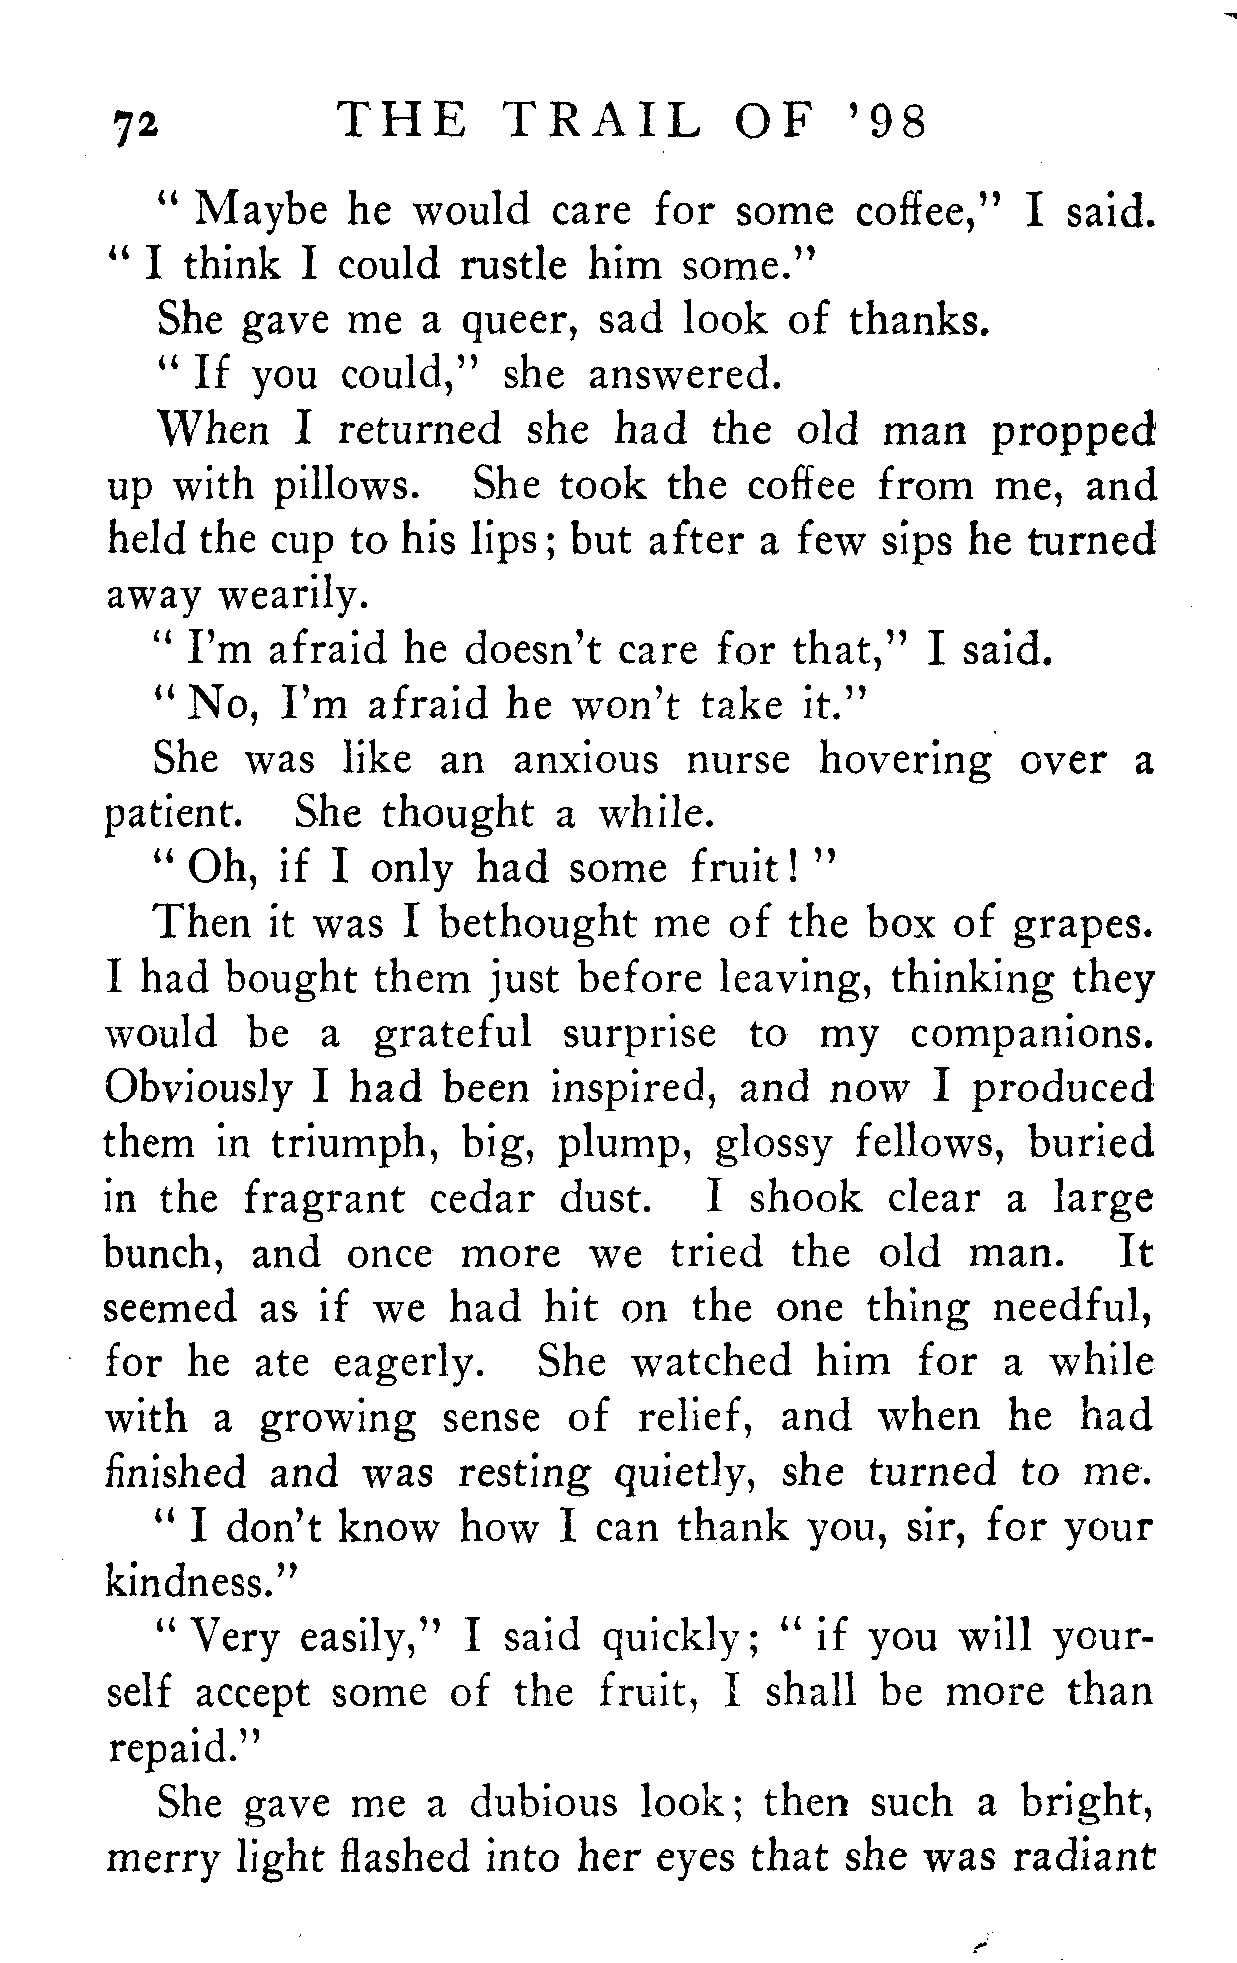 72 THE TRAIL OF '98
" Maybe he would care for some coffee," I said.
" I think I could rustle him some."
She gave me a queer, sad look of thanks.
" If you could," she answered.
When I returned she had the old man propped
up with pillows. She took the coffee from me, and
held the cup to his lips; but after a few sips he turned
away wearily.
" I'm afraid he doesn't care for that," I said.
" No, I'm afraid he won't take it."
She was like an anxious nurse hovering over a
patient. She thought a while.
" Oh, if I only had some fruit! "
Then it was I bethought me of the box of grapes.
I had bought them just before leaving, thinking they
would be a grateful surprise to my companions.
Obviously I had been inspired, and now I produced
them in triumph, big, plump, glossy fellows, buried
in the fragrant cedar dust. I shook clear a large
bunch, and once more we tried the old man. It
seemed as if we had hit on the one thing needful,
for he ate eagerly. She watched him for a while
with a growing sense of relief, and when he had
finished and was resting quietly, she turned to me.
" I don't know how I can thank you, sir, for your
kindness."
" Very easily," I said quickly; " if you will your-
self accept some of the fruit, I shall be more than
repaid."
She gave me a dubious look; then such a bright,
merry light flashed into her eyes that she was radiant